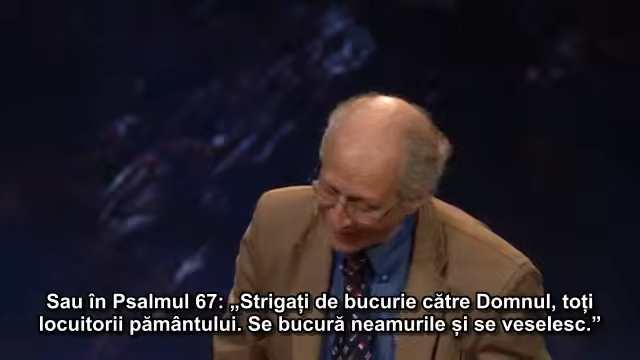 Sau în Psalmul 67: „Strigați de bucurie către Domnul, toți
locuitorii pământului. Se bucură neamurile și se veselesc.”